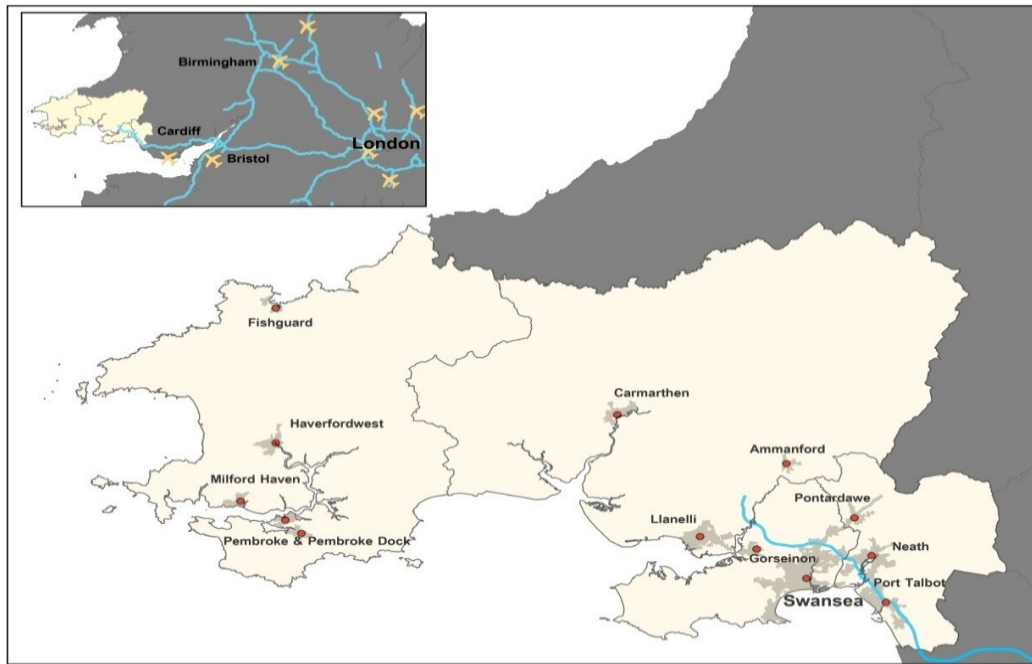 Birmingham
Cardiff
London
Bristol
Fishguard
Carmarthen
Haverfordwest
Ammanford
Milford Haven
Pontardawe
Llanelli
Pembroke & Pembroke Dock
Gorseinon
Neath
Port Talbot
Swansea